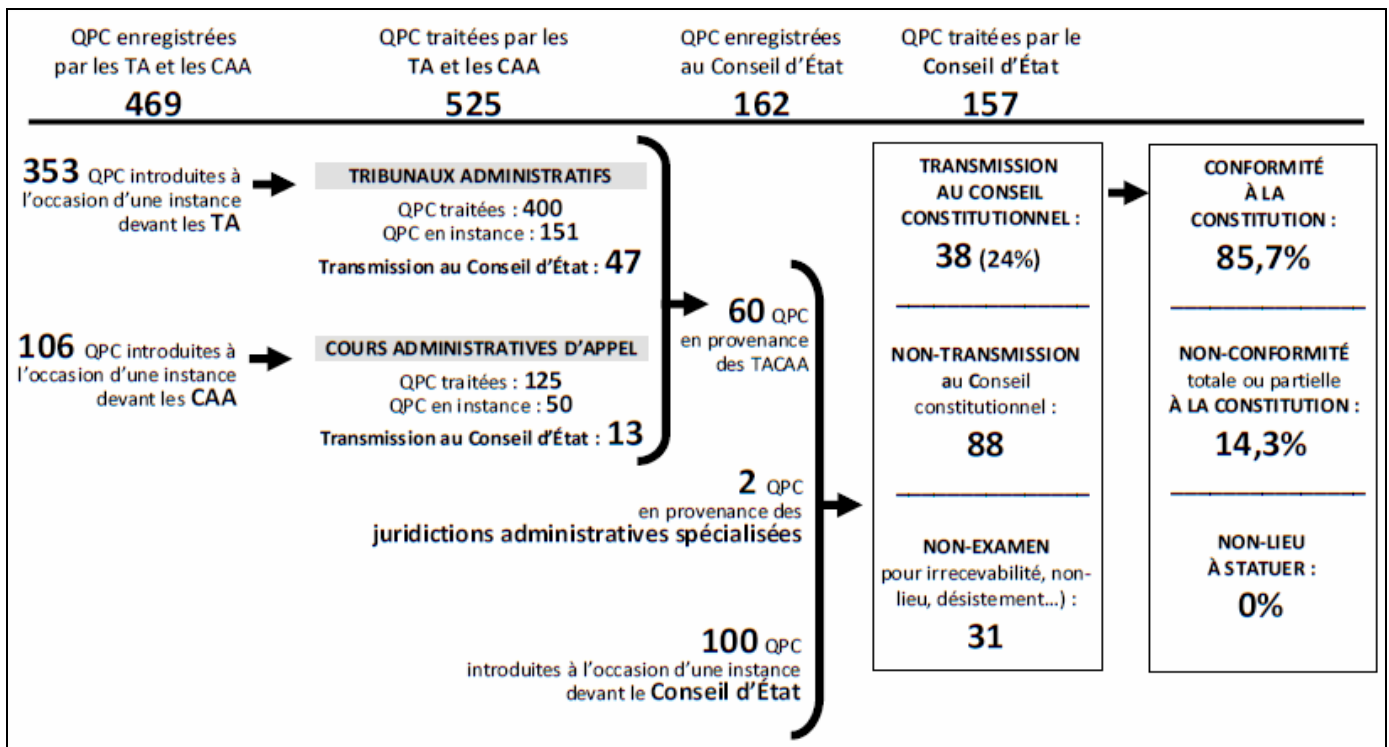 QPC enregistrées
par les TA et les CAA
469
QPC traitées par les
TA et les CAA
525
QPC enregistrées
au Conseil d'État
162
QPC traitées par le
Conseil d'État
157
353 QPC introduites à
l'occasion d'une instance
devant les TA
TRIBUNAUX ADMINISTRATIFS
QPC traitées : 400
QPC en instance : 151
Transmission au Conseil d'État : 47
106 QPC introduites à
l'occasion d'une instance
devant les CAA
COURS ADMINISTRATIVES D'APPEL
QPC traitées : 125
QPC en instance : 50
Transmission au Conseil d'État : 13
60 QPC
en provenance
des TACAA
2 QPC
en provenance des
juridictions administratives spécialisées
100 QPC
introduites à l'occasion d'une instance
devant le Conseil d'État
TRANSMISSION
AU CONSEIL
CONSTITUTIONNEL :
38 (24%)
NON-TRANSMISSION
au Conseil
constitutionnel :
88
NON-EXAMEN
pour irrecevabilité, non-
lieu, désistement...) :
31
CONFORMITÉ
À LA
CONSTITUTION :
85,7%
NON-CONFORMITÉ
totale ou partielle
À LA CONSTITUTION :
14,3%
NON-LIEU
À STATUER :
0%